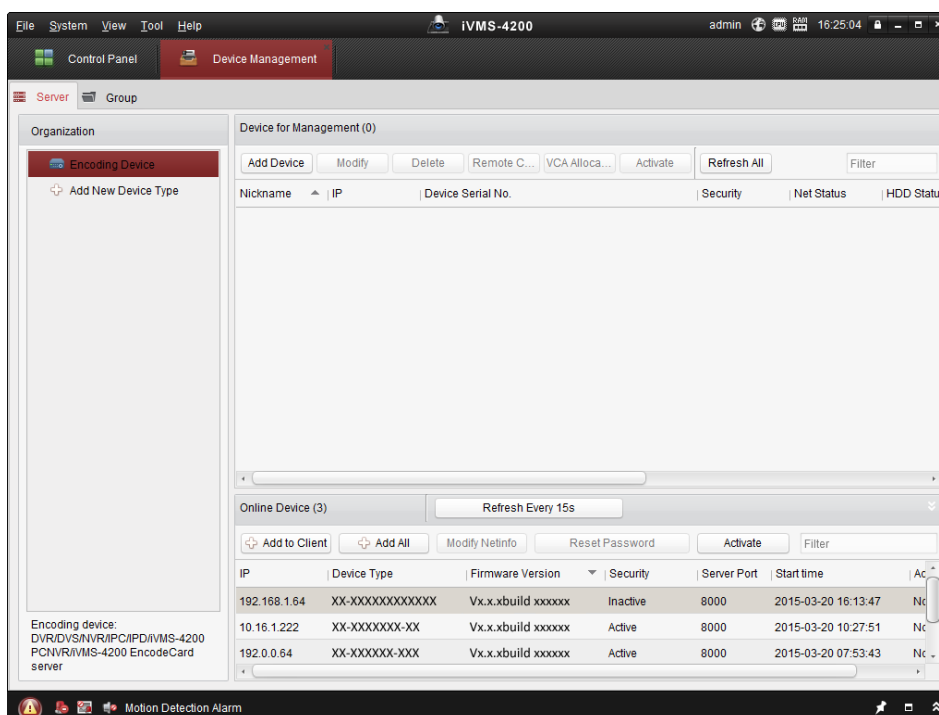 File System View Tool Help iVMS-4200 admin CPU RAM 16:25:04
Control Panel Device Management
Server Group
Organization Device for Management (0)
Encoding Device Add Device Modify Delete Remote C... VCA Alloca... Activate Refresh All Filter
Add New Device Type
Nickname IP Device Serial No. Security Net Status HDD Statu
Online Device (3) Refresh Every 15s
Add to Client Add All Modify Netinfo Reset Password Activate Filter
IP Device Type Firmware Version Security Server Port Start time Ac
192.168.1.64 XX-XXXXXXXXXXXX Vx.x.xbuild xxxxxx Inactive 8000 2015-03-20 16:13:47 No
10.16.1.222 XX-XXXXXXX-XX Vx.x.xbuild xxxxxx Active 8000 2015-03-20 10:27:51 No
192.0.0.64 XX-XXXXXX-XXX Vx.x.xbuild xxxxxx Active 8000 2015-03-20 07:53:43 No
Encoding device:
DVR/DVS/NVR/IPC/IPD/iVMS-4200
PCNVR/iVMS-4200 EncodeCard
server
Motion Detection Alarm